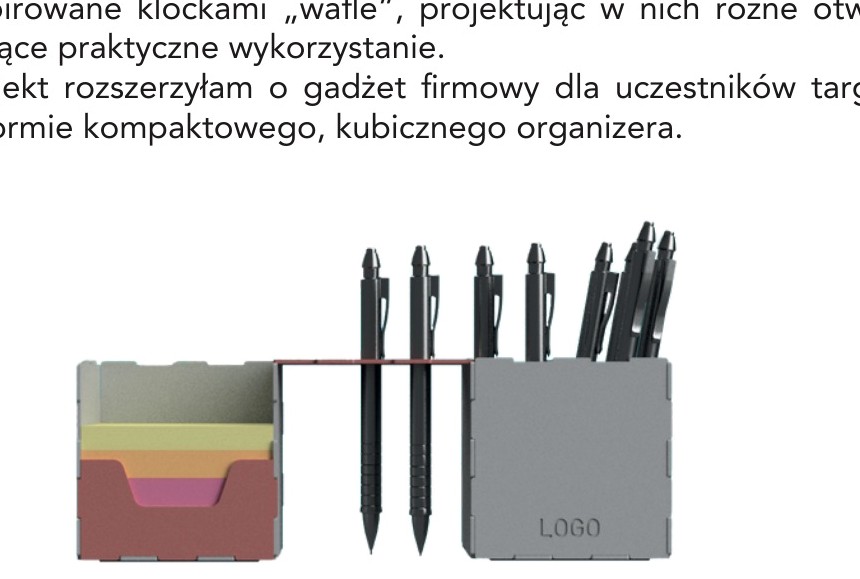 pirowane klockami „wafle”, projektując w nich różne otw
ące praktyczne wykorzystanie.
ekt rozszerzyłam o gadżet firmowy dla uczestników targ
ormie kompaktowego, kubicznego organizera.
LOGO